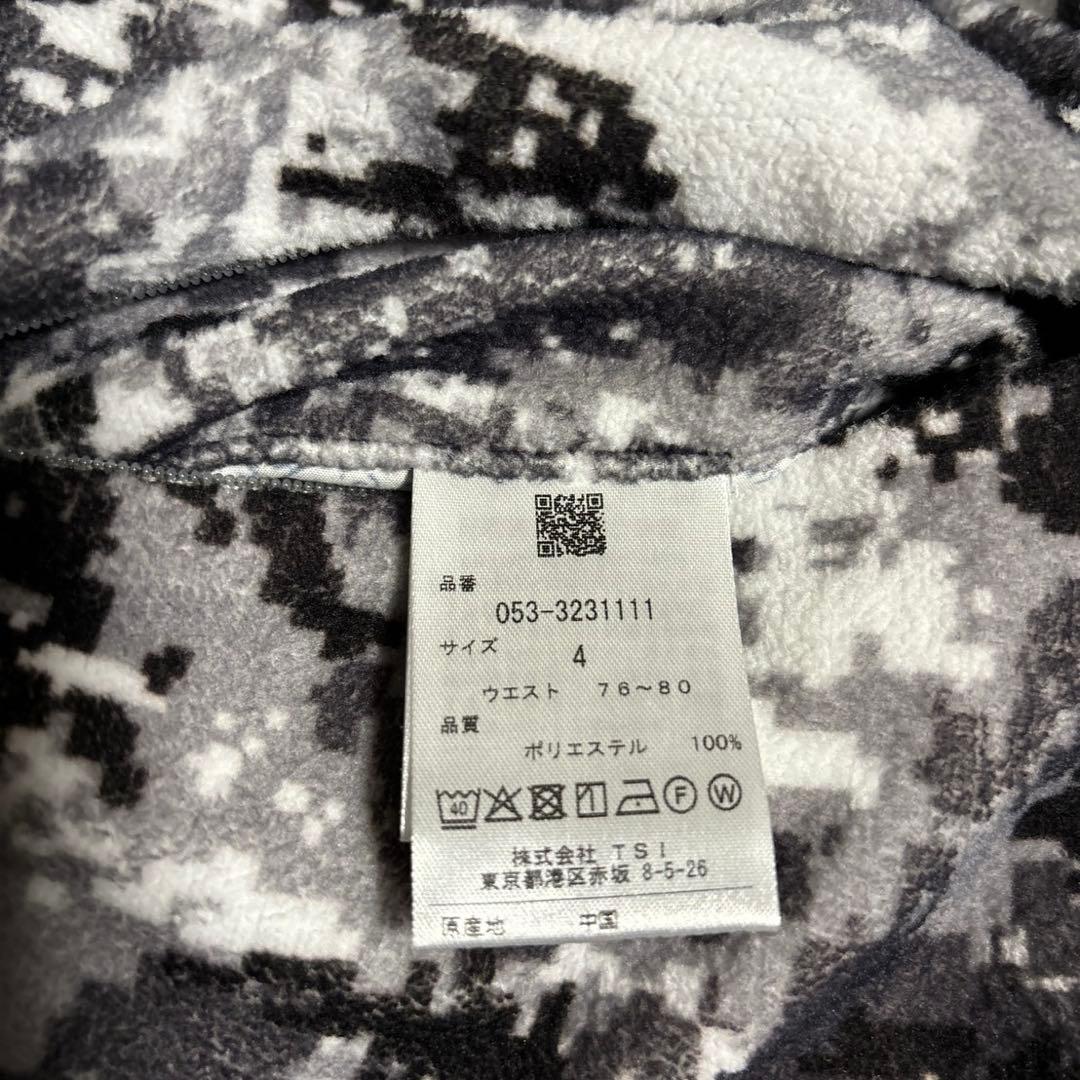 品番
053-3231111
サイズ
4
ウエスト 76～80
品質
ポリエステル 100%
40 F W
株式会社 TSI
東京都港区赤坂 8-5-26
原産地 中国